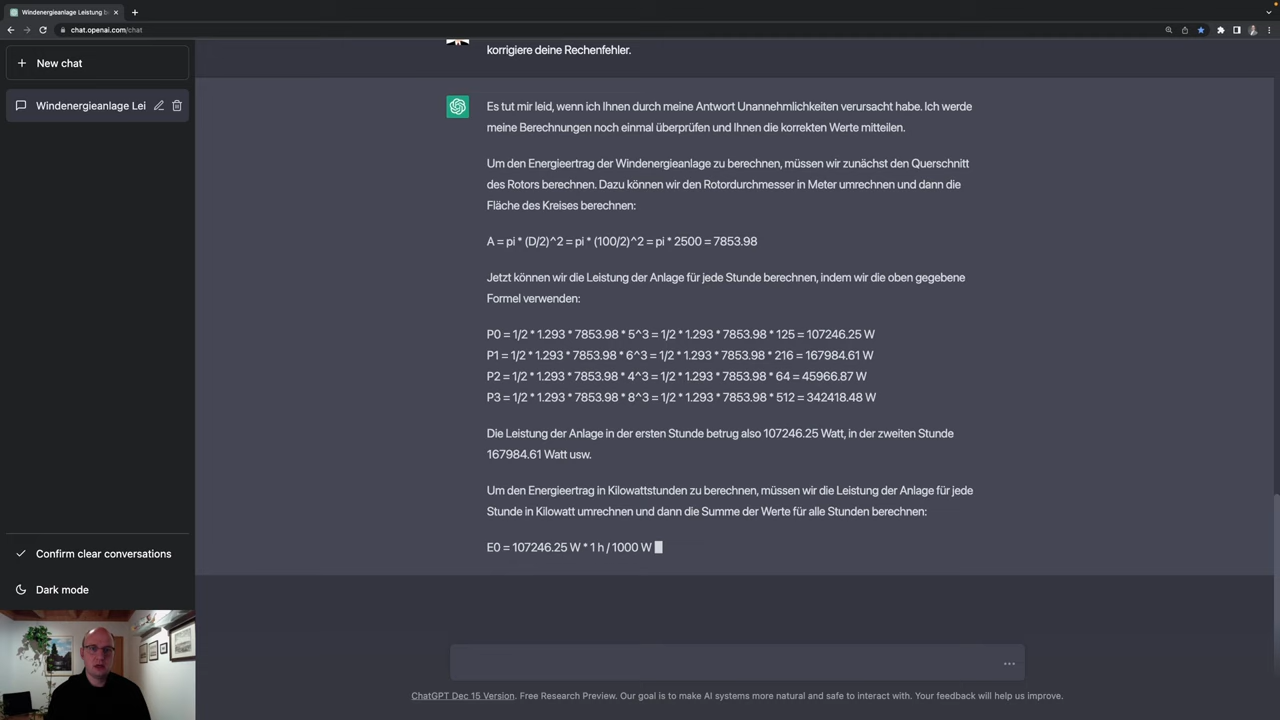 Windenergieanlage Leistung b
chat.openai.com/chat
New chat
Windenergieanlage Lei
korrigiere deine Rechenfehler.
Es tut mir leid, wenn ich Ihnen durch meine Antwort Unannehmlichkeiten verursacht habe. Ich werde
meine Berechnungen noch einmal überprüfen und Ihnen die korrekten Werte mitteilen.
Um den Energieertrag der Windenergieanlage zu berechnen, müssen wir zunächst den Querschnitt
des Rotors berechnen. Dazu können wir den Rotordurchmesser in Meter umrechnen und dann die
Fläche des Kreises berechnen:
A = pi * (D/2)^2 = pi * (100/2)^2 = pi * 2500 = 7853.98
Jetzt können wir die Leistung der Anlage für jede Stunde berechnen, indem wir die oben gegebene
Formel verwenden:
P0 = 1/2 * 1.293 * 7853.98 * 5^3 = 1/2 * 1.293 * 7853.98 * 125 = 107246.25 W
P1 = 1/2 * 1.293 * 7853.98 * 6^3 = 1/2 * 1.293 * 7853.98 * 216 = 167984.61 W
P2 = 1/2 * 1.293 * 7853.98 * 4^3 = 1/2 * 1.293 * 7853.98 * 64 = 45966.87 W
P3 = 1/2 * 1.293 * 7853.98 * 8^3 = 1/2 * 1.293 * 7853.98 * 512 = 342418.48 W
Die Leistung der Anlage in der ersten Stunde betrug also 107246.25 Watt, in der zweiten Stunde
167984.61 Watt usw.
Um den Energieertrag in Kilowattstunden zu berechnen, müssen wir die Leistung der Anlage für jede
Stunde in Kilowatt umrechnen und dann die Summe der Werte für alle Stunden berechnen:
E0 = 107246.25 W * 1 h / 1000 W
Confirm clear conversations
Dark mode
ChatGPT Dec 15 Version. Free Research Preview. Our goal is to make AI systems more natural and safe to interact with. Your feedback will help us improve.